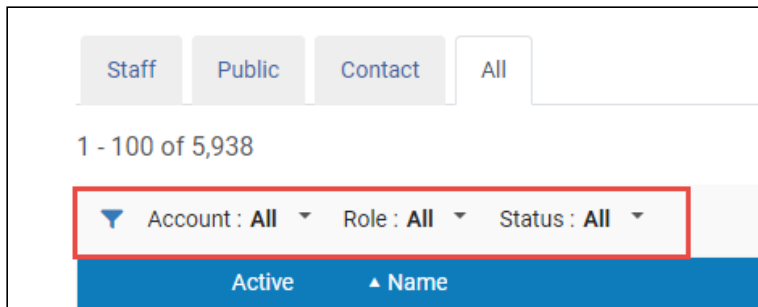 Staff Public Contact All
1 - 100 of 5,938
Account : All Role : All Status : All
Active Name